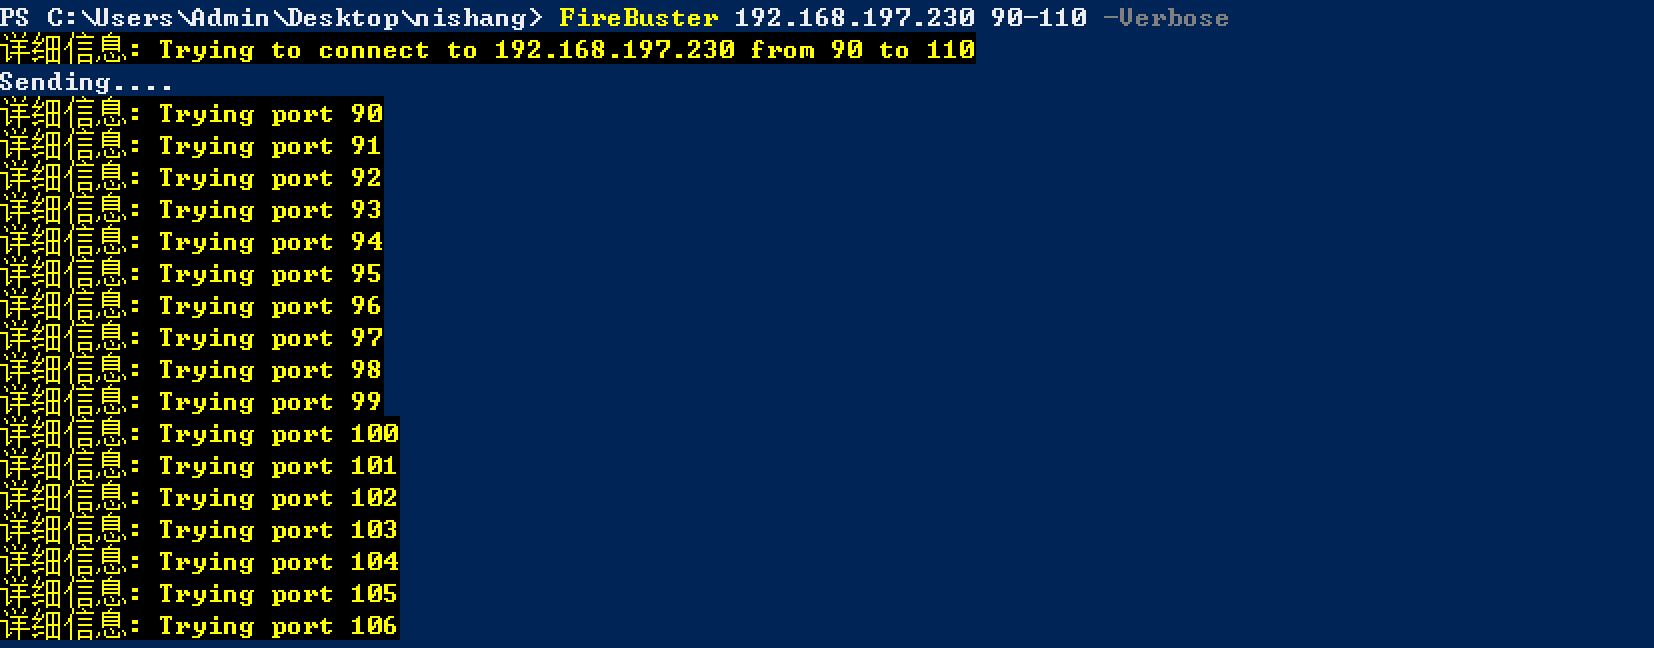 PS C:\Users\Admin\Desktop\nishang> FireBuster 192.168.197.230 90-110 -Verbose
详细信息: Trying to connect to 192.168.197.230 from 90 to 110
Sending....
详细信息: Trying port 90
详细信息: Trying port 91
详细信息: Trying port 92
详细信息: Trying port 93
详细信息: Trying port 94
详细信息: Trying port 95
详细信息: Trying port 96
详细信息: Trying port 97
详细信息: Trying port 98
详细信息: Trying port 99
详细信息: Trying port 100
详细信息: Trying port 101
详细信息: Trying port 102
详细信息: Trying port 103
详细信息: Trying port 104
详细信息: Trying port 105
详细信息: Trying port 106